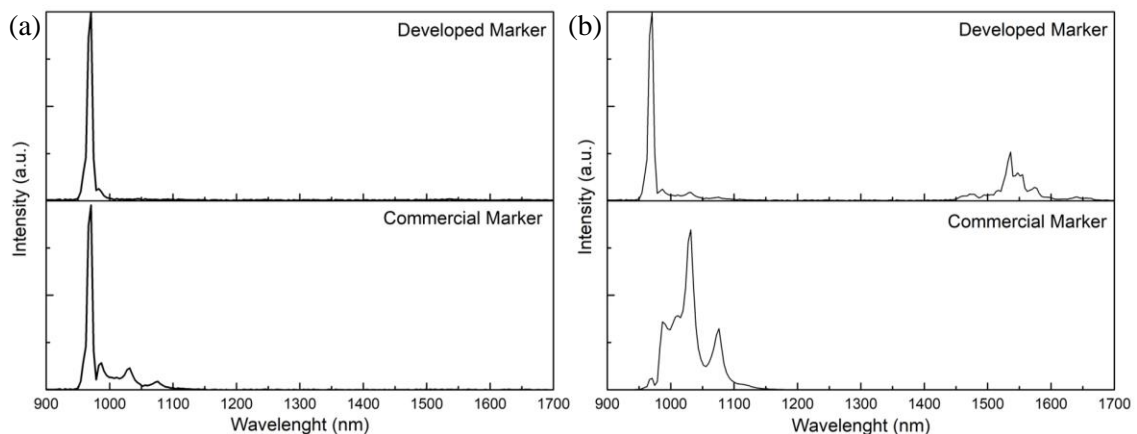 (a)
Developed Marker
Commercial Marker
Intensity (a.u.)
900 1000 1100 1200 1300 1400 1500 1600 1700
Wavelenght (nm)
(b)
Developed Marker
Commercial Marker
Intensity (a.u.)
900 1000 1100 1200 1300 1400 1500 1600 1700
Wavelenght (nm)